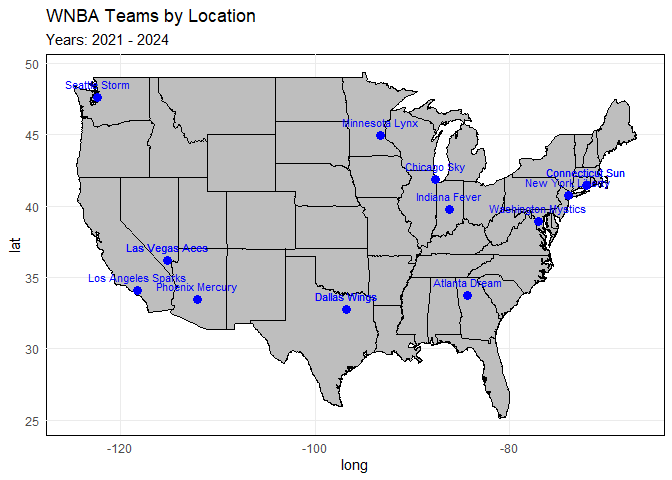 WNBA Teams by Location
Years: 2021 - 2024
50
Seattle Storm
45
Minnesota Lynx
Chicago Sky
Connecticut Sun
New York Liberty
40
Indiana Fever
Washington Mystics
Las Vegas Aces
35
Los Angeles Sparks
Phoenix Mercury
Dallas Wings
Atlanta Dream
30
25
lat
-120
-100
-80
long